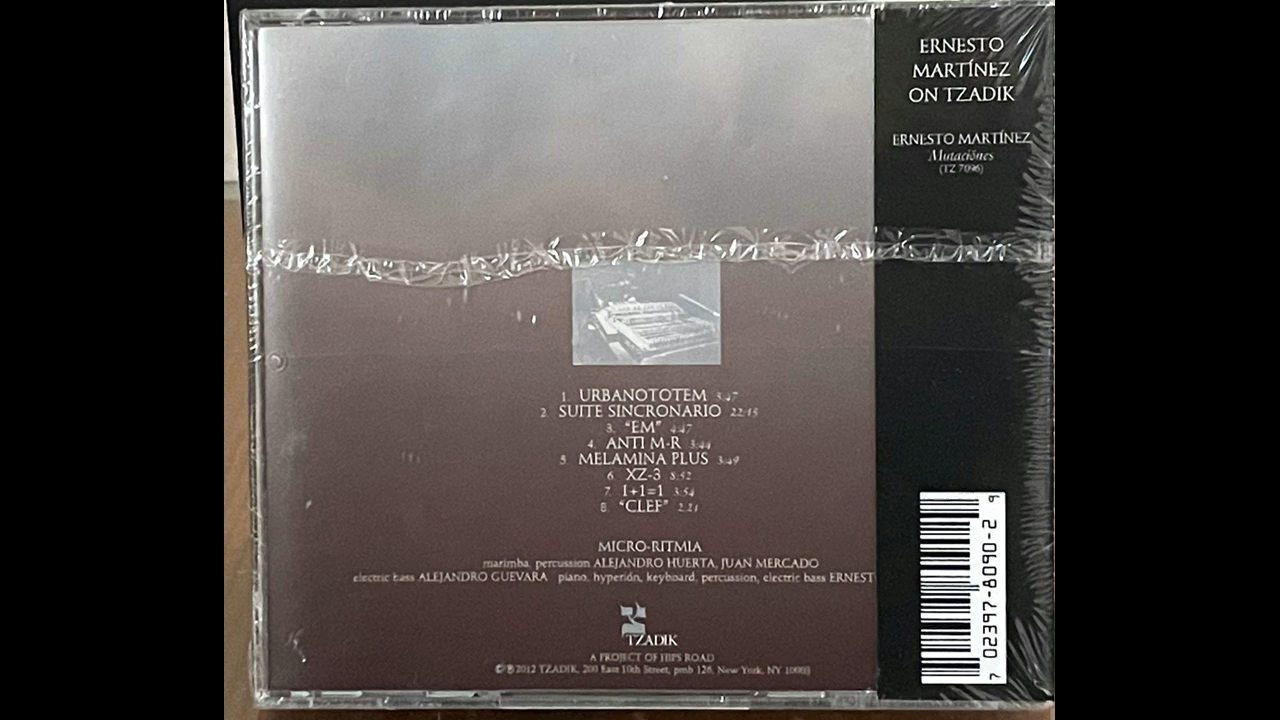 1. URBANOTOTEM 3:47
2. SUITE SINCRONARIO 22:15
3. "EM" 4:47
4. ANTI M-R 3:44
5. MELAMINA PLUS 3:49
6. XZ-3 8:52
7. 1+1=1 3:54
8. "CLEF" 2:21
MICRO-RITMIA
marimba, percussion ALEJANDRO HUERTA, JUAN MERCADO
electric bass ALEJANDRO GUEVARA piano, hyperión, keyboard, percussion, electric bass ERNEST
TZADIK
A PROJECT OF HIPS ROAD
©℗2012 TZADIK, 200 East 10th Street, pmb 126, New York, NY 10003
ERNESTO
MARTÍNEZ
ON TZADIK
ERNESTO MARTÍNEZ
Mutaciónes
(TZ 7096)
7 02397-8090-2 9